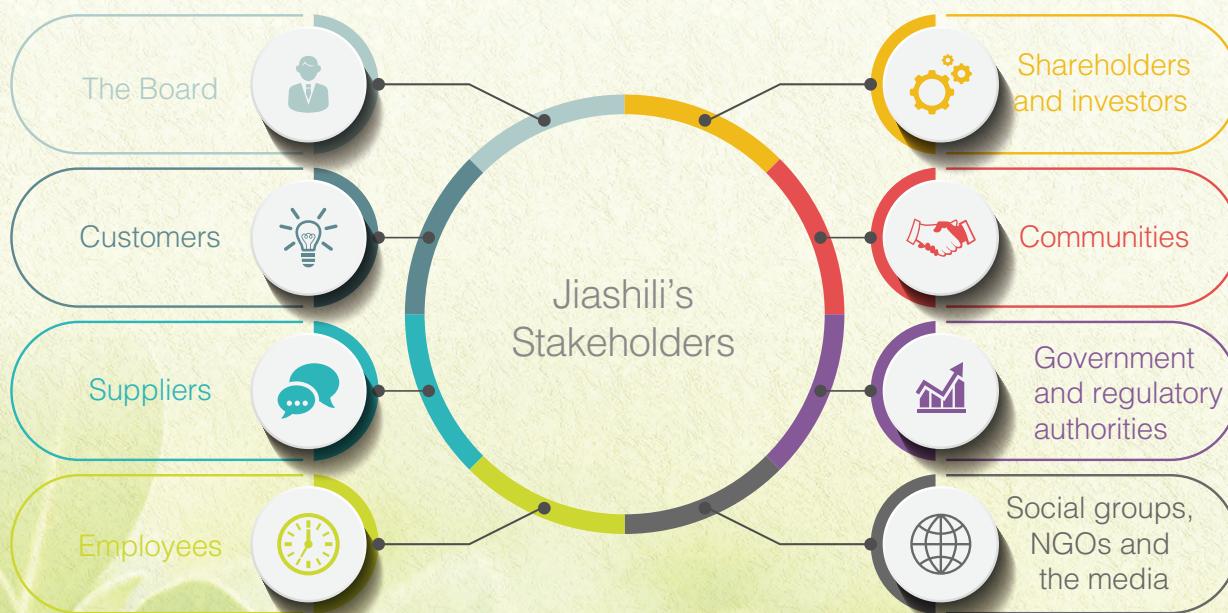 The Board
Customers
Suppliers
Employees
Jiashili’s
Stakeholders
Shareholders
and investors
Communities
Government
and regulatory
authorities
Social groups,
NGOs and
the media